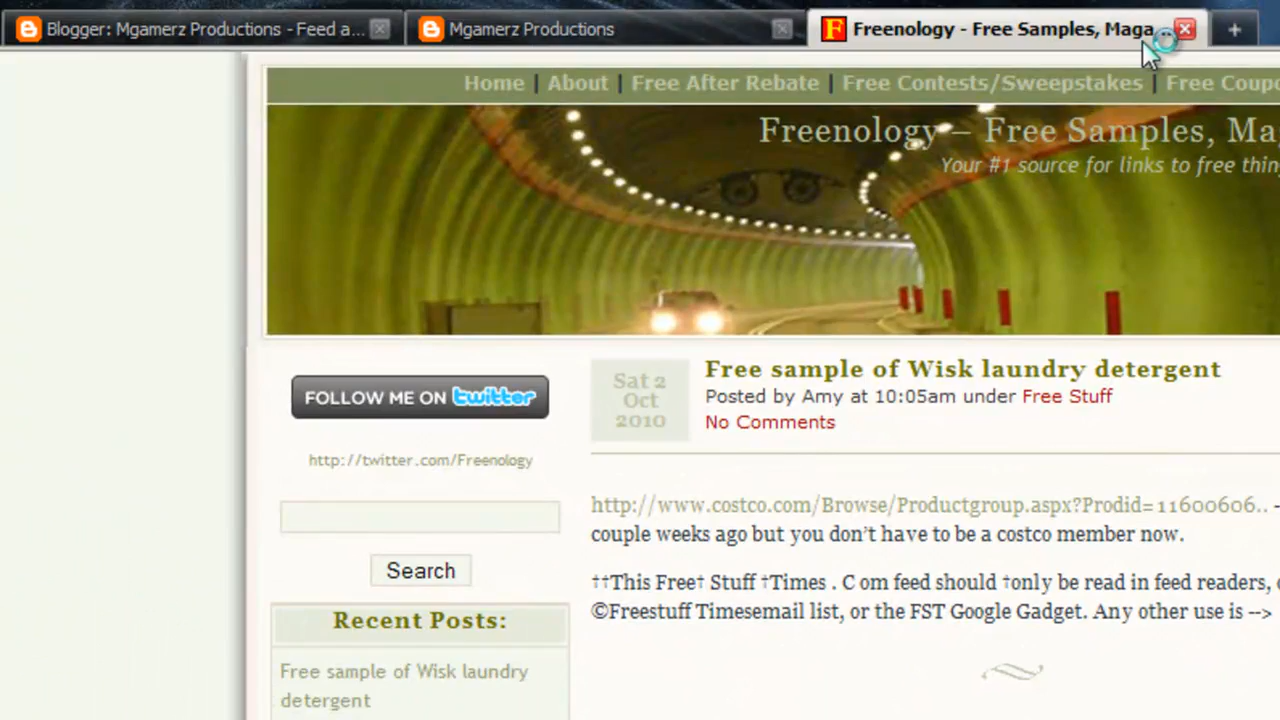 Blogger: Mgamerz Productions - Feed a...
Mgamerz Productions
Freenology - Free Samples, Maga...
Home | About | Free After Rebate | Free Contests/Sweepstakes | Free Coupo
Freenology – Free Samples, Ma
Your #1 source for links to free thin
FOLLOW ME ON twitter
http://twitter.com/Freenology
Search
Recent Posts:
Free sample of Wisk laundry
detergent
Sat 2
Oct
2010
Free sample of Wisk laundry detergent
Posted by Amy at 10:05am under Free Stuff
No Comments
http://www.costco.com/Browse/Productgroup.aspx?Prodid=11600606.. -
couple weeks ago but you don’t have to be a costco member now.
††This Free† Stuff †Times . C om feed should †only be read in feed readers,
©Freestuff Timesemail list, or the FST Google Gadget. Any other use is -->